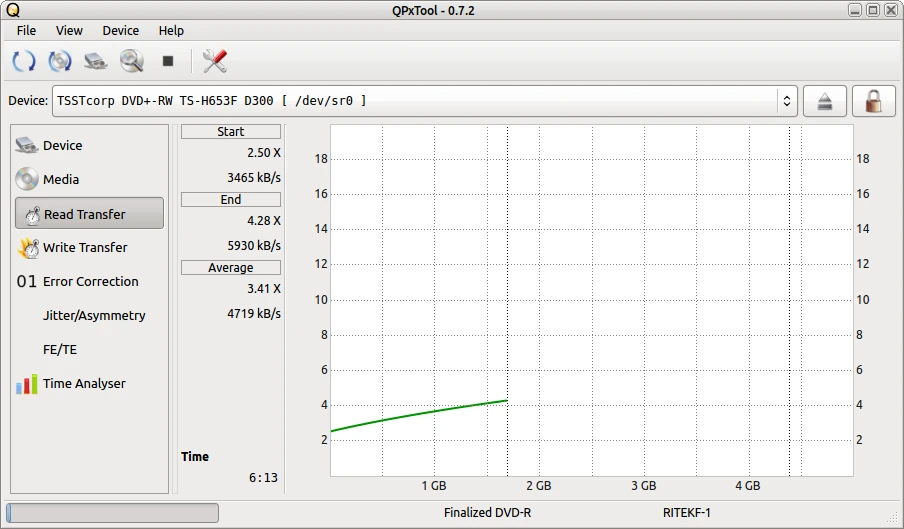 QPxTool - 0.7.2
File View Device Help
Device: TSSTcorp DVD+-RW TS-H653F D300 [ /dev/sr0 ]
Device
Media
Read Transfer
Write Transfer
01 Error Correction
Jitter/Asymmetry
FE/TE
Time Analyser
Start
2.50 X
3465 kB/s
End
4.28 X
5930 kB/s
Average
3.41 X
4719 kB/s
Time
6:13
18 18
16 16
14 14
12 12
10 10
8 8
6 6
4 4
2 2
1 GB 2 GB 3 GB 4 GB
Finalized DVD-R RITEKF-1